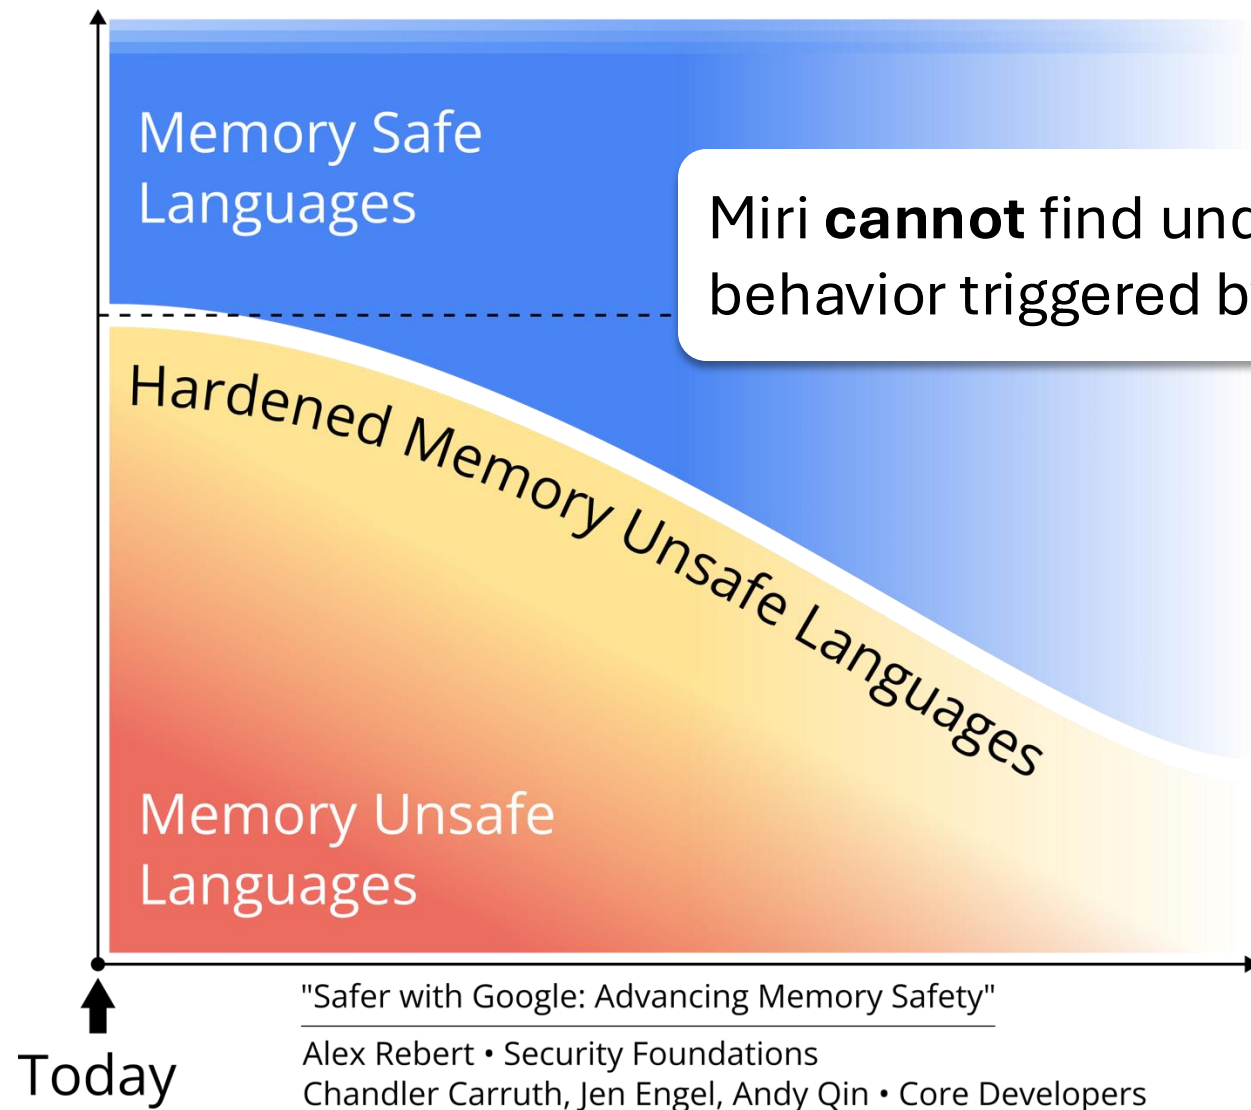 Memory Safe
Languages
Miri cannot find
behavior triggered
Hardened Memory Unsafe Languages
Memory Unsafe
Languages
"Safer with Google: Advancing Memory Safety"
Today
Alex Rebert • Security Foundations
Chandler Carruth, Jen Engel, Andy Qin • Core Developers